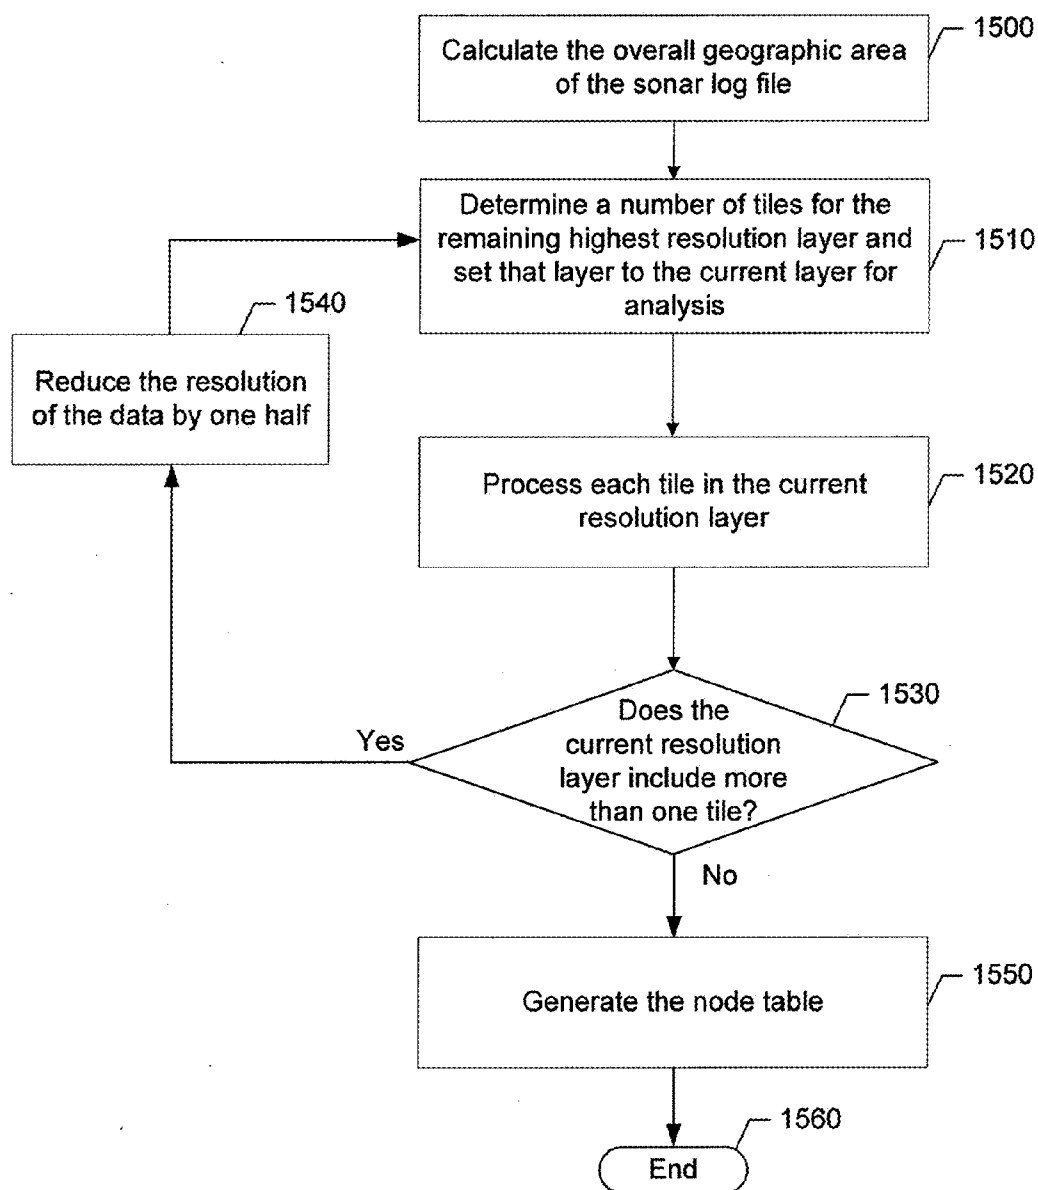 1500
Calculate the overall geographic area
of the sonar log file
Determine a number of tiles for the
remaining highest resolution layer and
set that layer to the current layer for
analysis
1510
1540
Reduce the resolution
of the data by one half
Process each tile in the current
resolution layer
1520
1530
Does the
current resolution
layer include more
than one tile?
Yes
No
1550
Generate the node table
1560
End